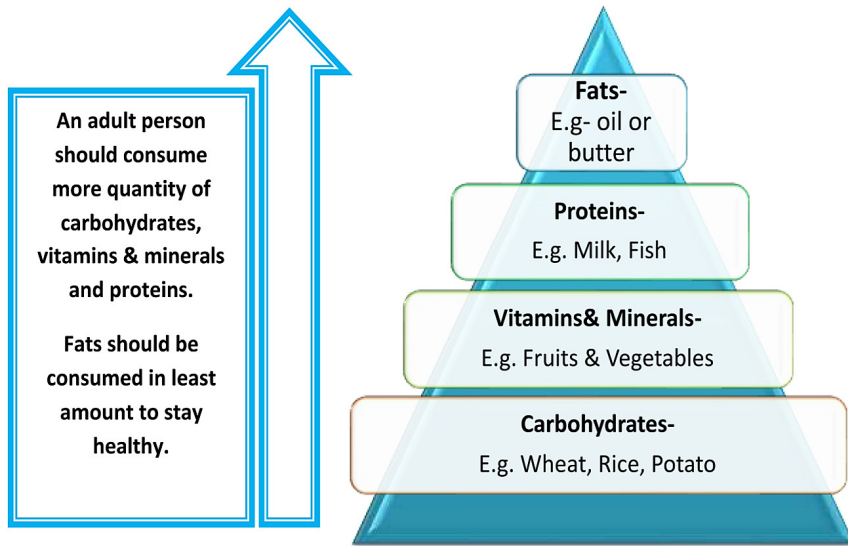 An adult person
should consume
more quantity of
carbohydrates,
vitamins & minerals
and proteins.
Fats should be
consumed in least
amount to stay
healthy.
Fats-
E.g- oil or
butter
Proteins-
E.g. Milk, Fish
Vitamins& Minerals-
E.g. Fruits & Vegetables
Carbohydrates-
E.g. Wheat, Rice, Potato